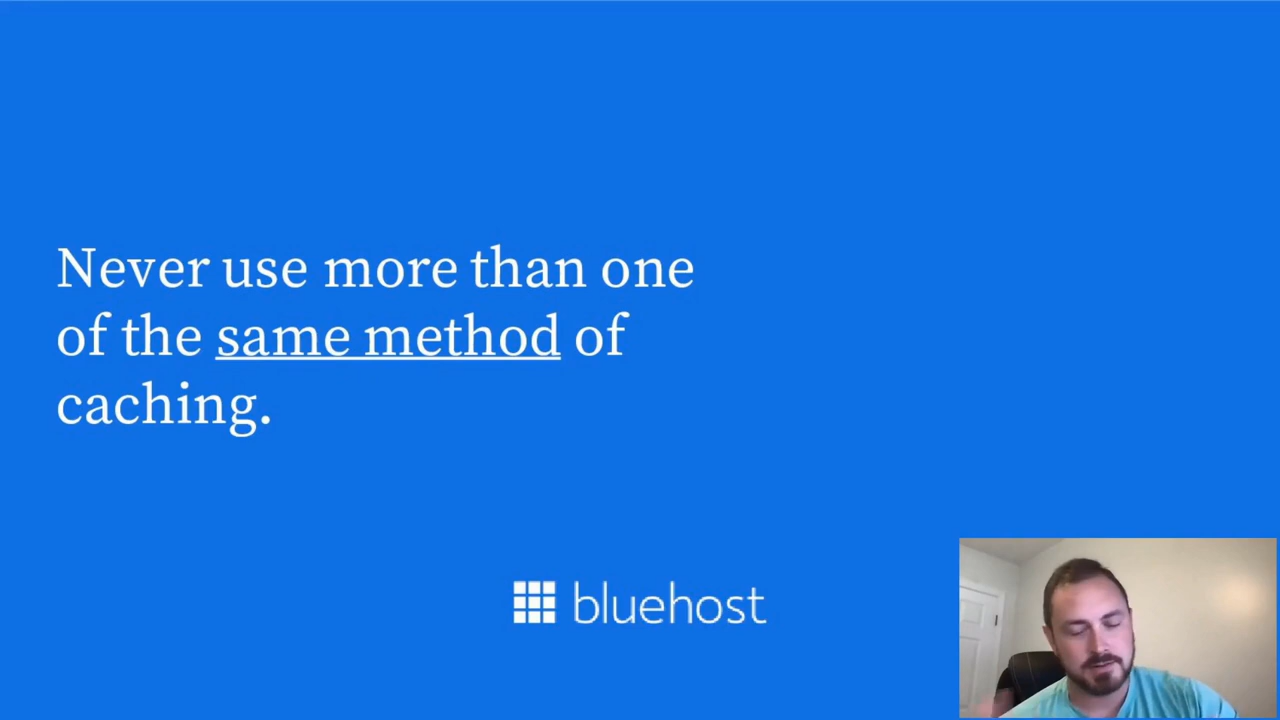 Never use more than one
of the same method of
caching.
bluehost